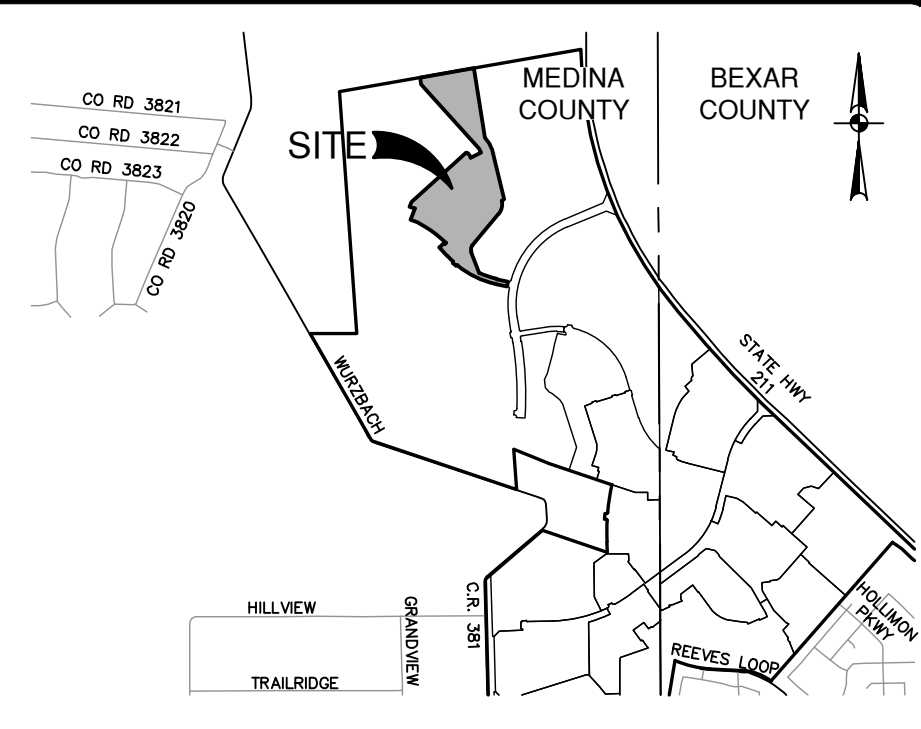 MEDINA
COUNTY
BEXAR
COUNTY
CO RD 3821
CO RD 3822
CO RD 3823
SITE
CO RD 3820
STATE HWY
211
WURZBACH
C.R. 381
HILLVIEW
GRANDVIEW
TRAILRIDGE
HOLLIMON
PKWY
REEVES LOOP